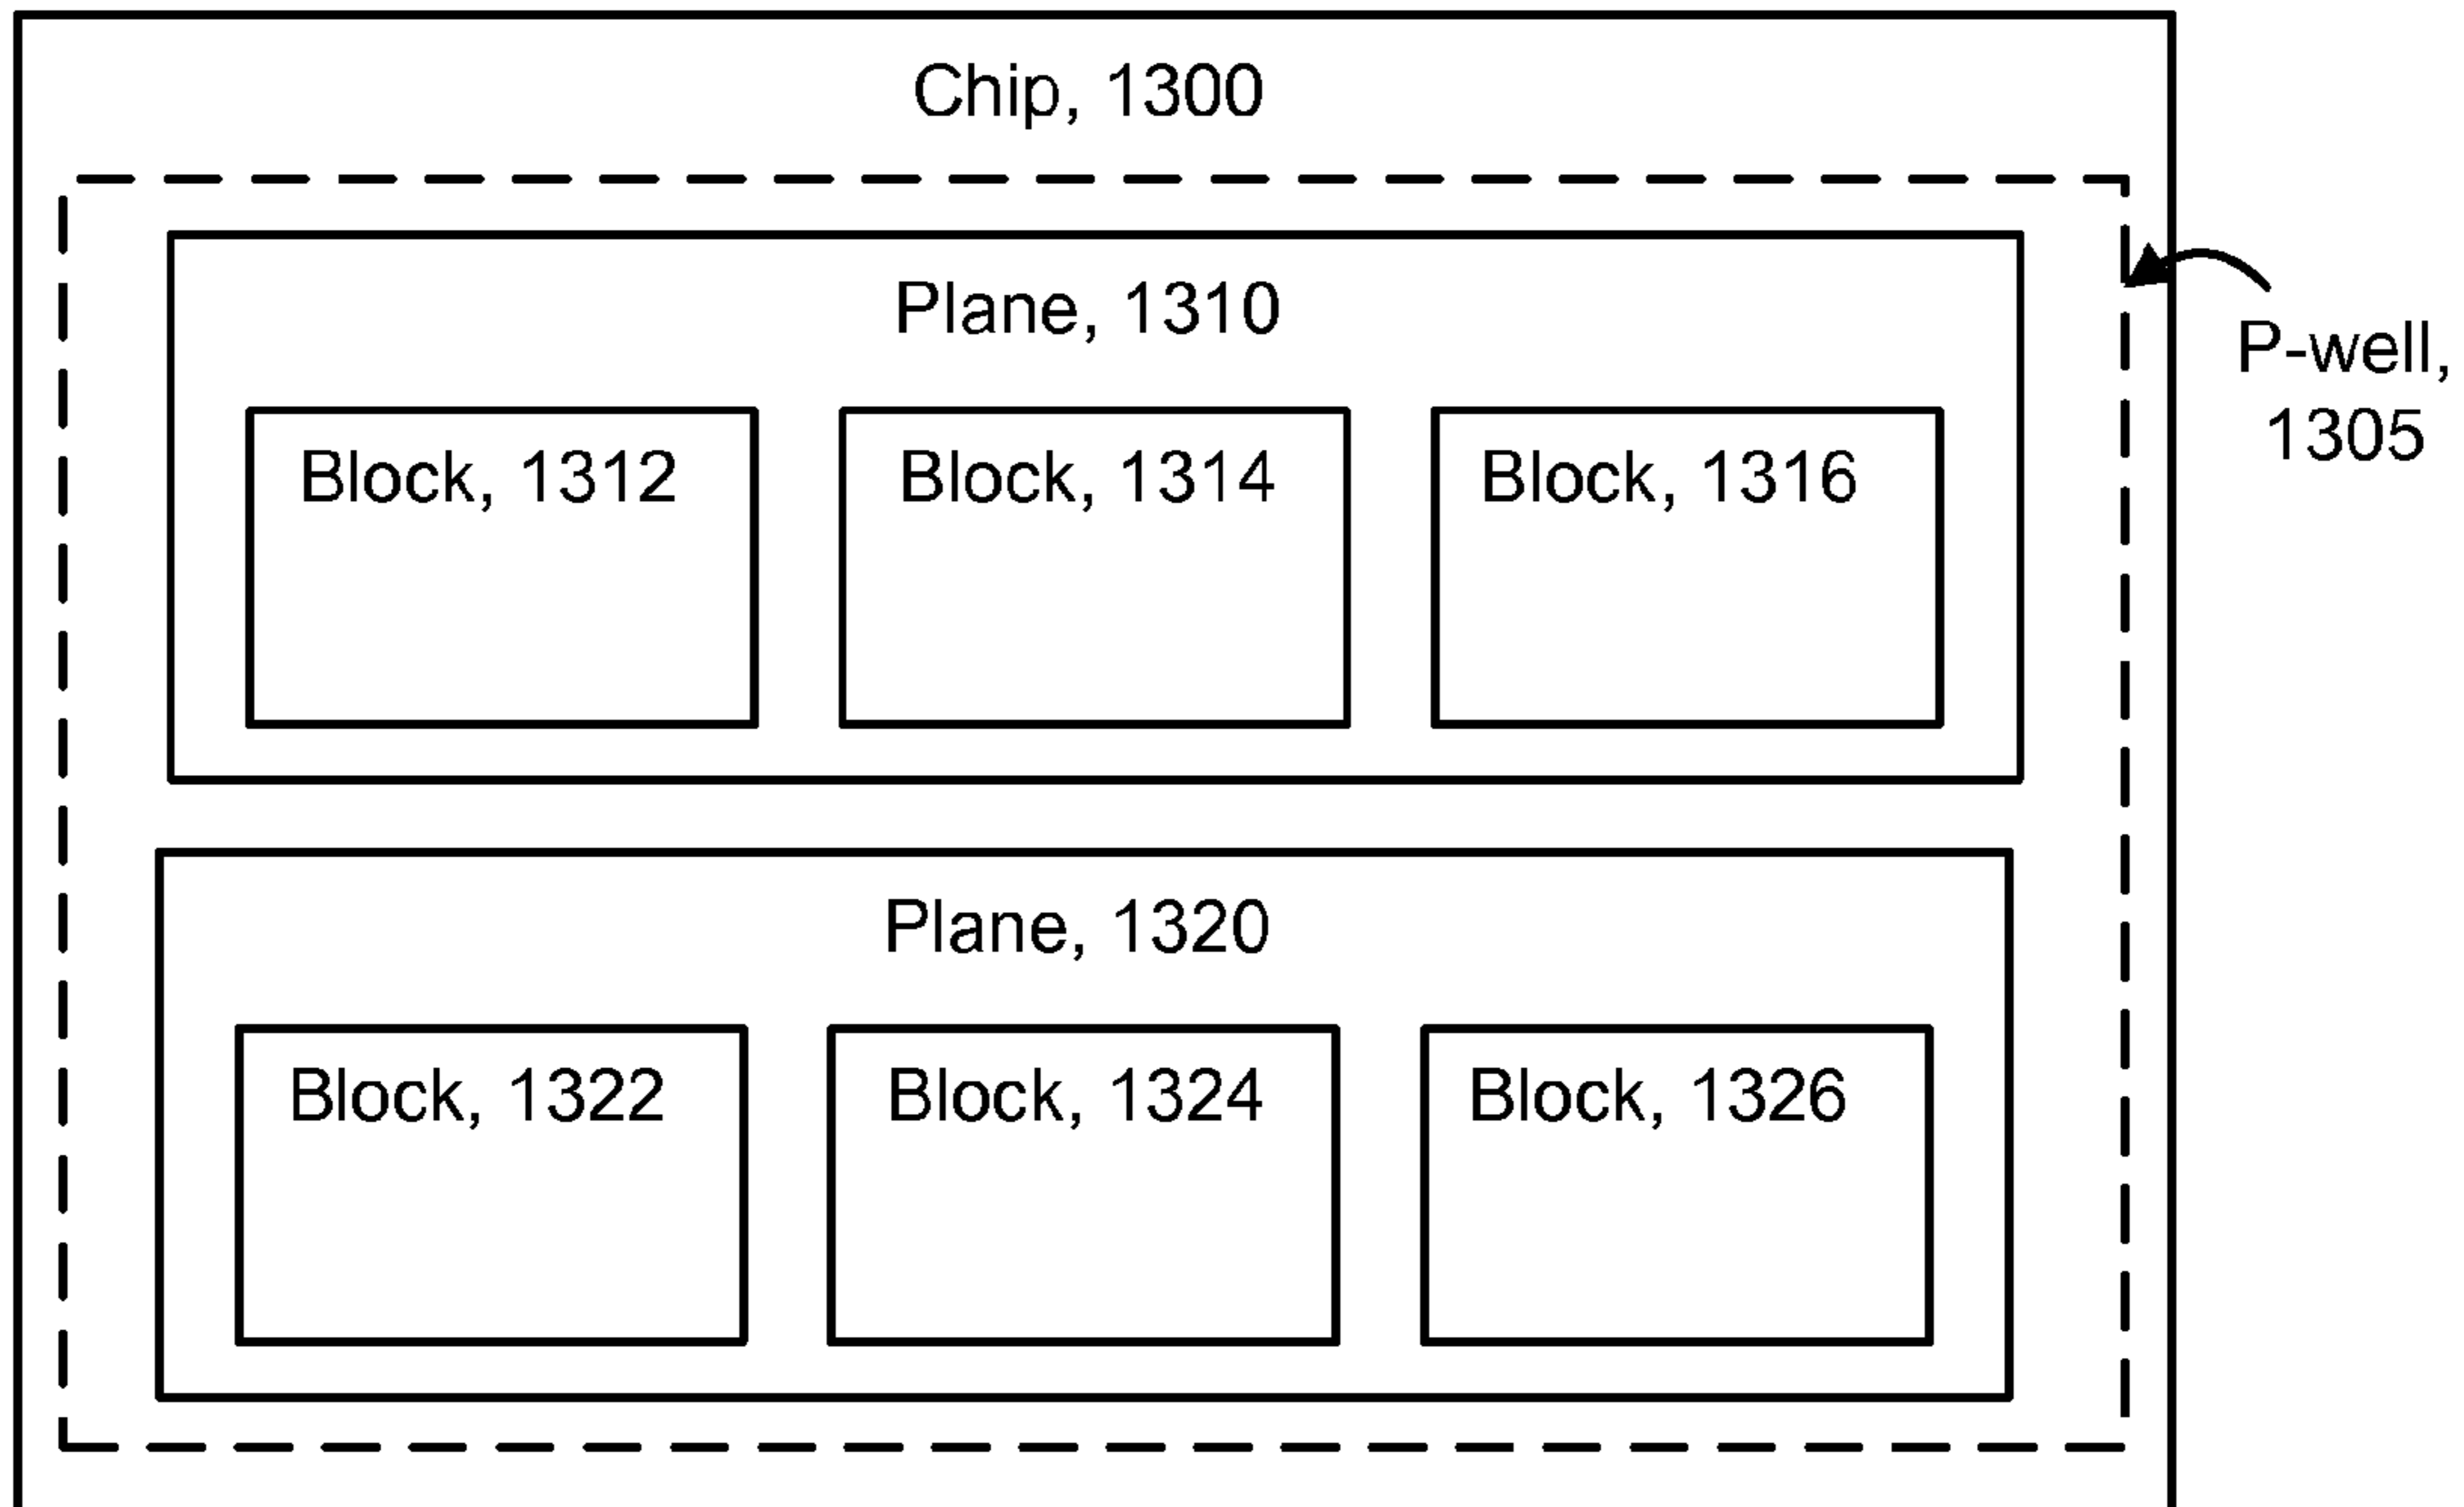 Chip, 1300
Plane, 1310
P-well,
1305
Block, 1312
Block, 1314
Block, 1316
Plane, 1320
Block, 1322
Block, 1324
Block, 1326